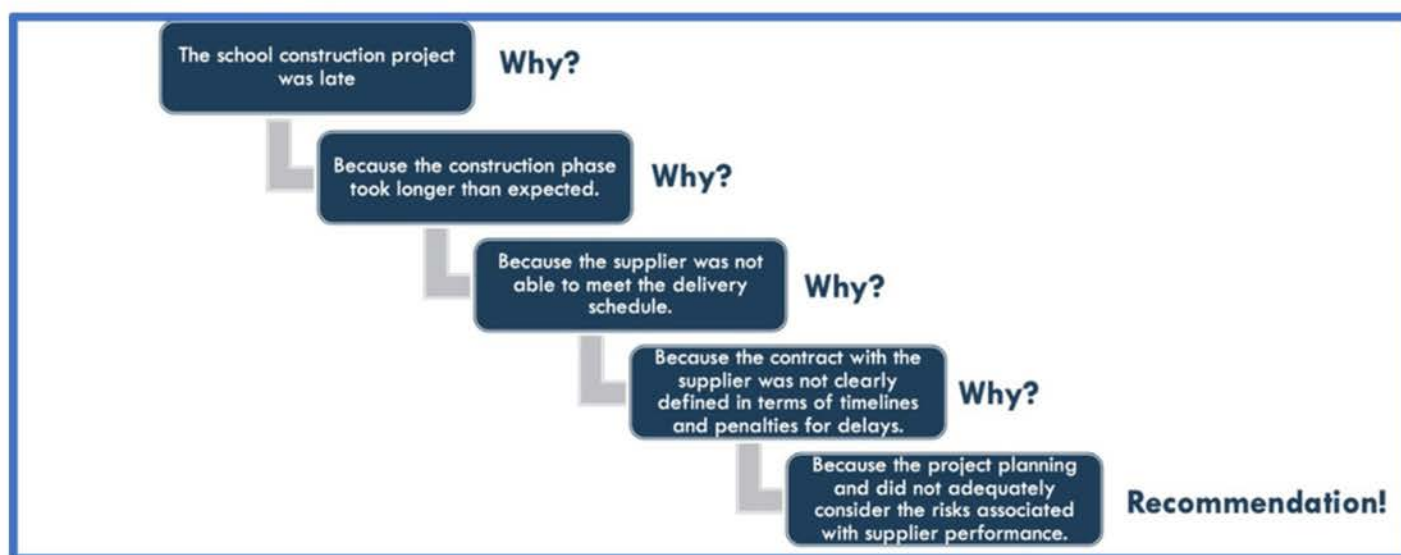 The school construction project
was late
Why?
Because the construction phase
took longer than expected.
Why?
Because the supplier was not
able to meet the delivery
schedule.
Why?
Because the contract with the
supplier was not clearly
defined in terms of timelines
and penalties for delays.
Why?
Because the project planning
and did not adequately
consider the risks associated
with supplier performance.
Recommendation!